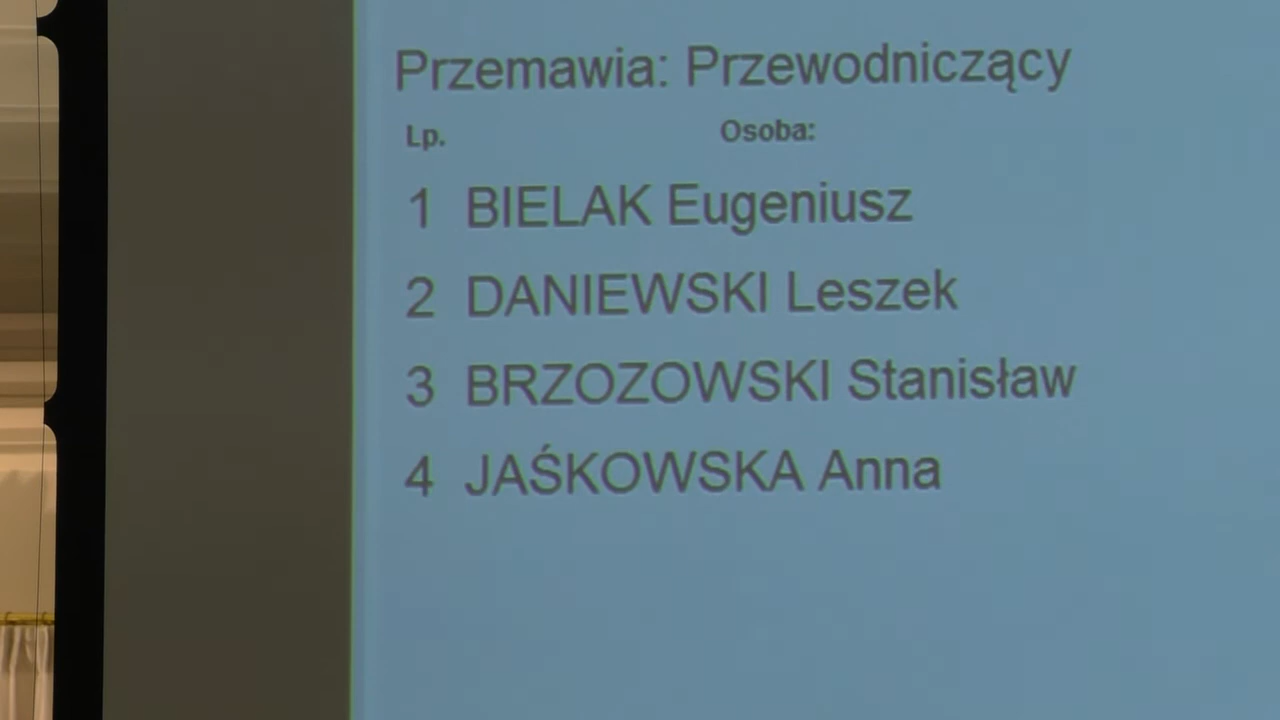 Przemawia: Przewodniczący
Lp. Osoba:
1 BIELAK Eugeniusz
2 DANIEWSKI Leszek
3 BRZOZOWSKI Stanisław
4 JAŚKOWSKA Anna